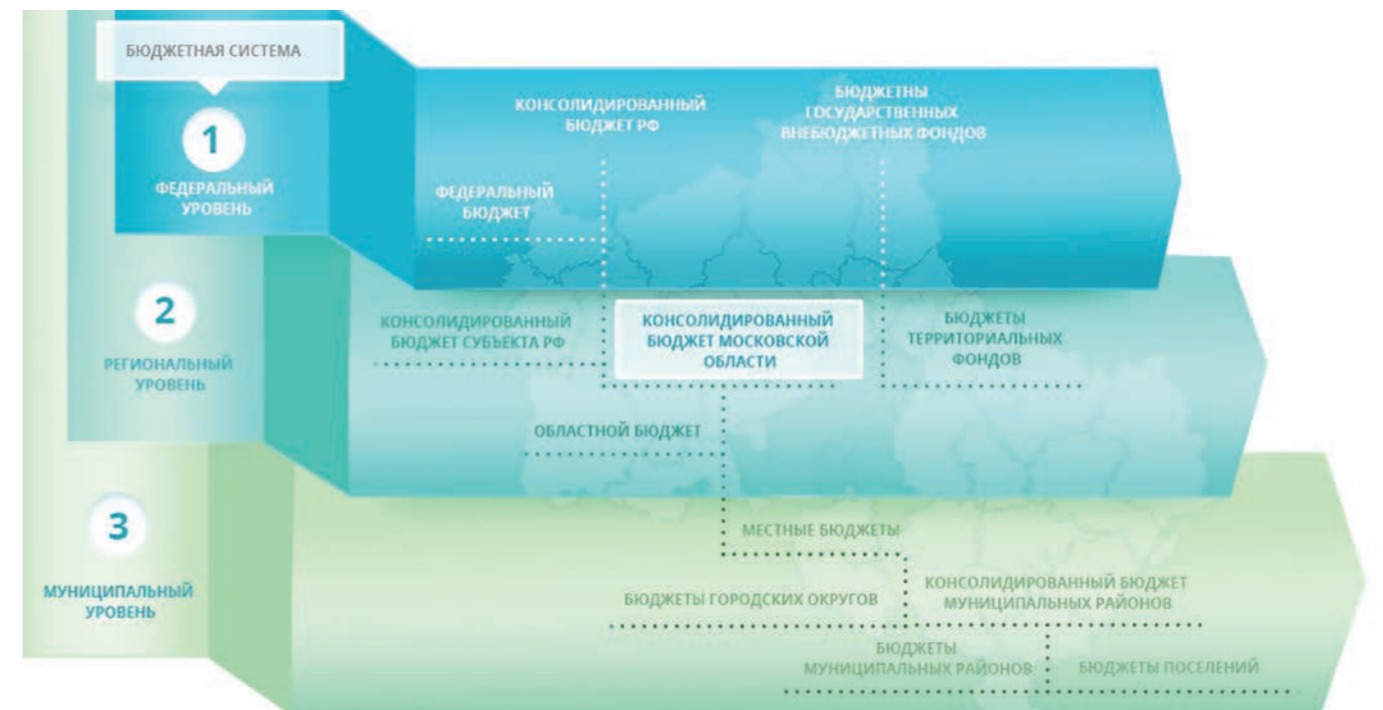 БЮДЖЕТНАЯ СИСТЕМА
1
ФЕДЕРАЛЬНЫЙ
УРОВЕНЬ
КОНСОЛИДИРОВАННЫЙ
БЮДЖЕТ РФ
БЮДЖЕТНЫ
ГОСУДАРСТВЕННЫХ
ВНЕБЮДЖЕТНЫХ ФОНДОВ
ФЕДЕРАЛЬНЫЙ
БЮДЖЕТ
2
РЕГИОНАЛЬНЫЙ
УРОВЕНЬ
КОНСОЛИДИРОВАННЫЙ
БЮДЖЕТ СУБЪЕКТА РФ
КОНСОЛИДИРОВАННЫЙ
БЮДЖЕТ МОСКОВСКОЙ
ОБЛАСТИ
БЮДЖЕТЫ
ТЕРРИТОРИАЛЬНЫХ
ФОНДОВ
ОБЛАСТНОЙ БЮДЖЕТ
3
МУНИЦИПАЛЬНЫЙ
УРОВЕНЬ
МЕСТНЫЕ БЮДЖЕТЫ
БЮДЖЕТЫ ГОРОДСКИХ ОКРУГОВ
КОНСОЛИДИРОВАННЫЙ БЮДЖЕТ
МУНИЦИПАЛЬНЫХ РАЙОНОВ
БЮДЖЕТЫ
МУНИЦИПАЛЬНЫХ РАЙОНОВ
БЮДЖЕТЫ ПОСЕЛЕНИЙ